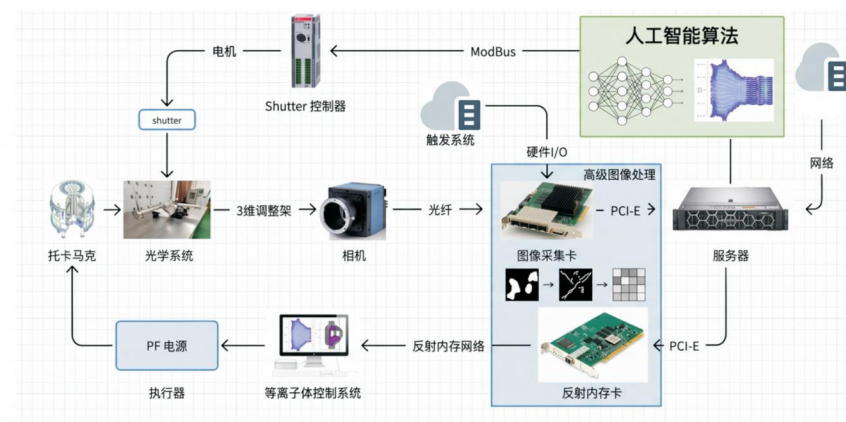 人工智能算法
电机
ModBus
Shutter 控制器
shutter
触发系统
硬件I/O
高级图像处理
网络
3维调整架
光纤
PCI-E
托卡马克
光学系统
相机
图像采集卡
服务器
PF 电源
反射内存网络
PCI-E
执行器
等离子体控制系统
反射内存卡